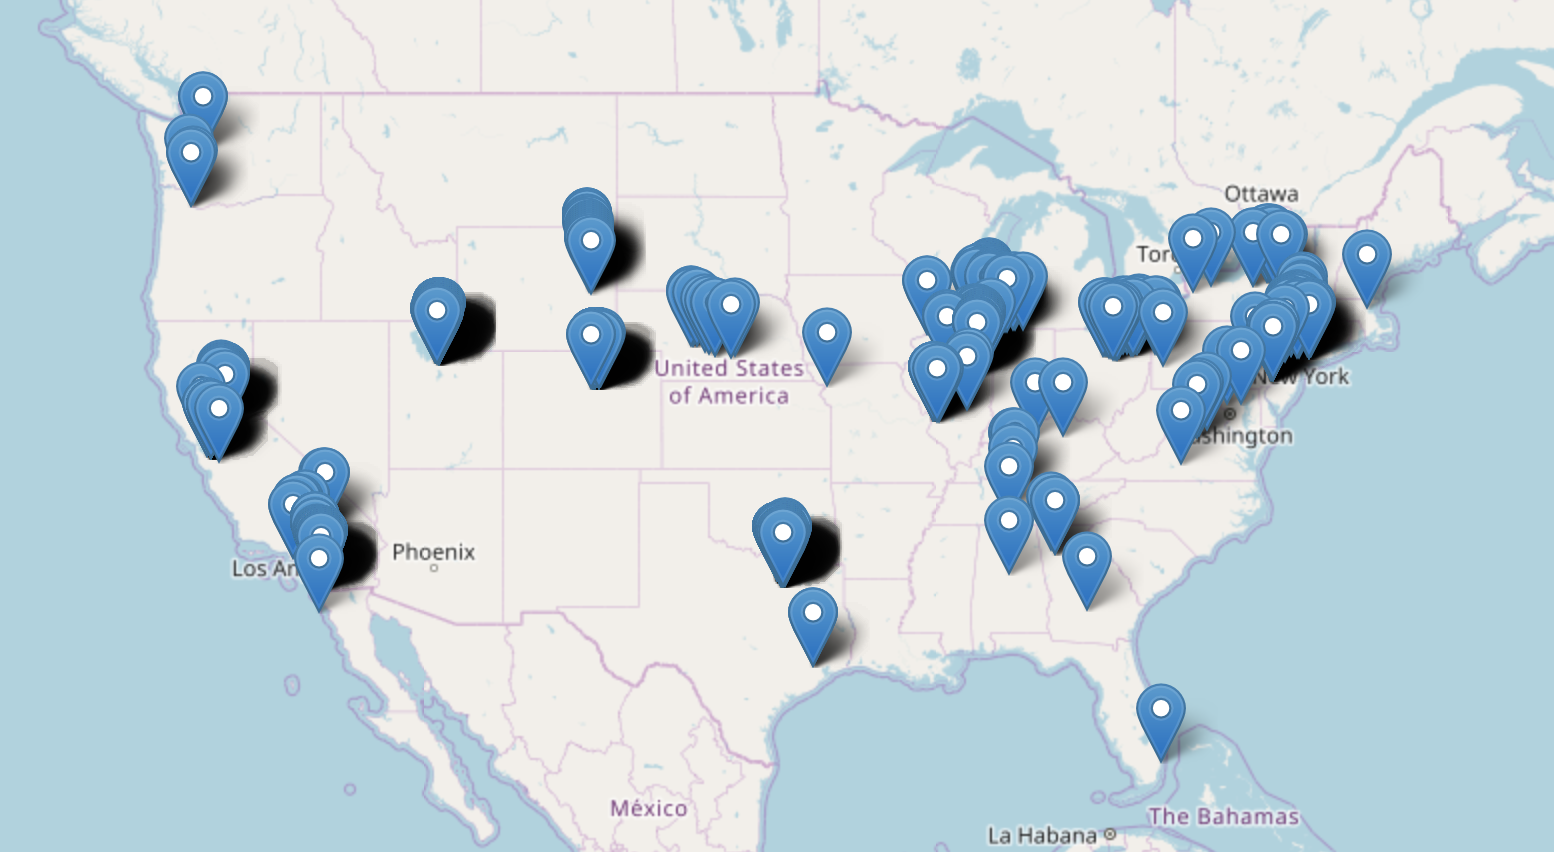 Ottawa
Tor
United States
of America
New York
ashington
Phoenix
Los An
México
The Bahamas
La Habana